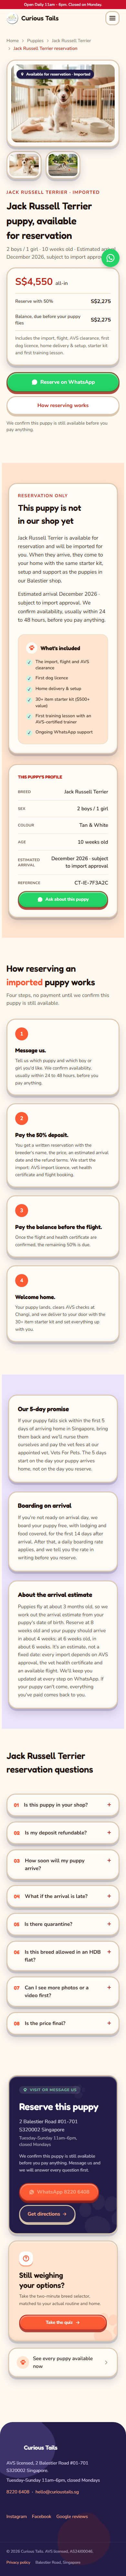 Open Daily 11am - 8pm. Closed on Monday.
Curious Tails
Home › Puppies › Jack Russell Terrier
› Jack Russell Terrier reservation
Available for reservation · Imported
JACK RUSSELL TERRIER · IMPORTED
Jack Russell Terrier
puppy, available
for reservation
2 boys / 1 girl · 10 weeks old · Estimated arrival
December 2026, subject to import approval
S$4,550 all-in
Reserve with 50% S$2,275
Balance, due before your puppy
flies S$2,275
Includes the import, flight, AVS clearance, first
dog licence, home delivery & setup, starter kit
and first training lesson
Reserve on WhatsApp
How reserving works
We confirm this puppy is still available before you
pay anything.
RESERVATION ONLY
This puppy is not
in our shop yet
Jack Russell Terrier is available for
reservation and will be imported for
you. When they arrive, they come to
you home with the same starter kit,
setup and support as the puppies in
our Balestier shop.
Estimated arrival December 2026 ·
subject to import approval. We
confirm availability, usually within 24
to 48 hours, before you pay anything.
What's included
The import, flight and AVS
clearance
First dog licence
Home delivery & setup
30+ item starter kit ($500+
value)
First training lesson with an
AVS-certified trainer
Ongoing WhatsApp support
THIS PUPPY'S PROFILE
BREED Jack Russell Terrier
SEX 2 boys / 1 girl
COLOUR Tan & White
AGE 10 weeks old
ESTIMATED
ARRIVAL
December 2026 · subject
to import approval
REFERENCE CT-IE-7F3A2C
Ask about this puppy
How reserving an
imported puppy works
Four steps, no payment until we confirm this
puppy is still available.
1
Message us.
Tell us which puppy and which boy or
girl you'd like. We confirm availability,
usually within 24 to 48 hours, before you
pay anything.
2
Pay the 50% deposit.
You get a written reservation with the
breeder's name, the price, an estimated arrival
date and the refund terms. We start the
import: AVS import licence, vet health
certificate and flight booking.
3
Pay the balance before the flight.
Once the flight and health certificate are
confirmed, the remaining 50% is due.
4
Welcome home.
Your puppy lands, clears AVS checks at
Changi, and we deliver to your door with the
30+ item starter kit and set everything up
with you.
Our 5-day promise
If your puppy falls sick within the first 5
days of arriving home in Singapore, bring
them back and we'll nurse them
ourselves and pay the vet fees at our
appointed vet, Vets For Pets. The 5 days
start on the day your puppy arrives
home, not on the day you reserve.
Boarding on arrival
If you're not ready on arrival day, we
board your puppy free, with lodging and
food covered, for the first 14 days after
arrival. After that, a daily boarding rate
applies, and we tell you the rate in
writing before you reserve.
About the arrival estimate
Puppies fly at about 3 months old, so we
work out the arrival estimate from your
puppy's date of birth. We need about 8
weeks' notice: if your puppy can arrive
in about 4 weeks, at 8 weeks old, in
about 8 weeks. It's an estimate, not a
fixed date: every import depends on AVS
approval, the vet health certificate and
an available flight. We'll keep you
updated at every step on WhatsApp. If
your puppy can't come, everything
you've paid comes back to you.
Jack Russell Terrier
reservation questions
01 Is this puppy in your shop? +
02 Is my deposit refundable? +
03 How soon will my puppy
arrive? +
04 What if the arrival is late? +
05 Is there quarantine? +
06 Is this breed allowed in an HDB
flat? +
07 Can I see more photos or a
video first? +
08 Is the price final? +
VISIT OR MESSAGE US
Reserve this puppy
2 Balestier Road #01-701
S320002 Singapore
Tuesday-Sunday 11am-8pm,
closed Mondays
We confirm this puppy is still available
before you pay anything. Message us and
we will answer every question first.
WhatsApp 8220 6408
Get directions →
Still weighing
your options?
Take the two-minute breed selector,
matched to your actual routine and home.
Take the quiz →
See every puppy available
now
Curious Tails
AVS licensed, 2 Balestier Road #01-701
S320002 Singapore.
Tuesday-Sunday 11am-8pm, closed Mondays
8220 6408 · hello@curioustails.sg
Instagram Facebook Google reviews
Privacy policy Balestier Road, Singapore